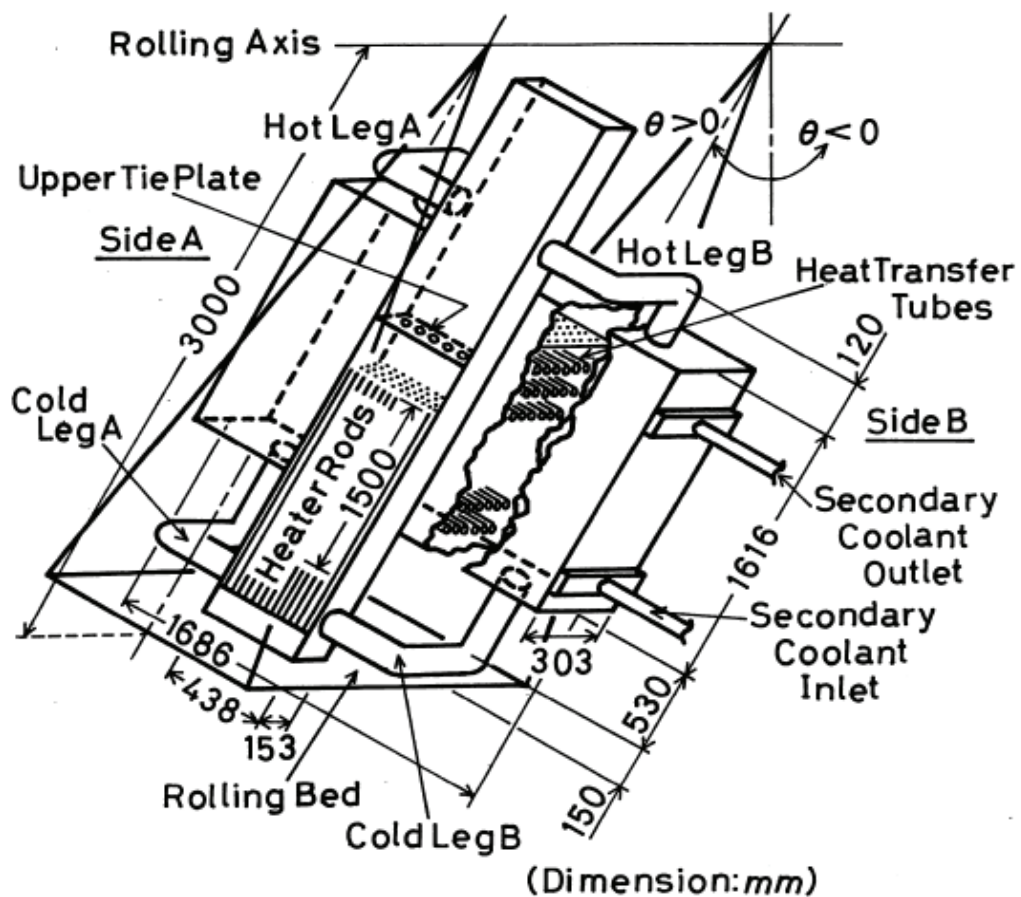 Rolling Axis
Hot Leg A
θ>0
θ<0
Upper Tie Plate
Side A
Hot Leg B
Heat Transfer
Tubes
3000
120
Cold
Leg A
Side B
Heater Rods
1500
Secondary
Coolant
Outlet
1616
Secondary
Coolant
Inlet
1686
303
438
530
153
Rolling Bed
150
Cold Leg B
(Dimension:mm)